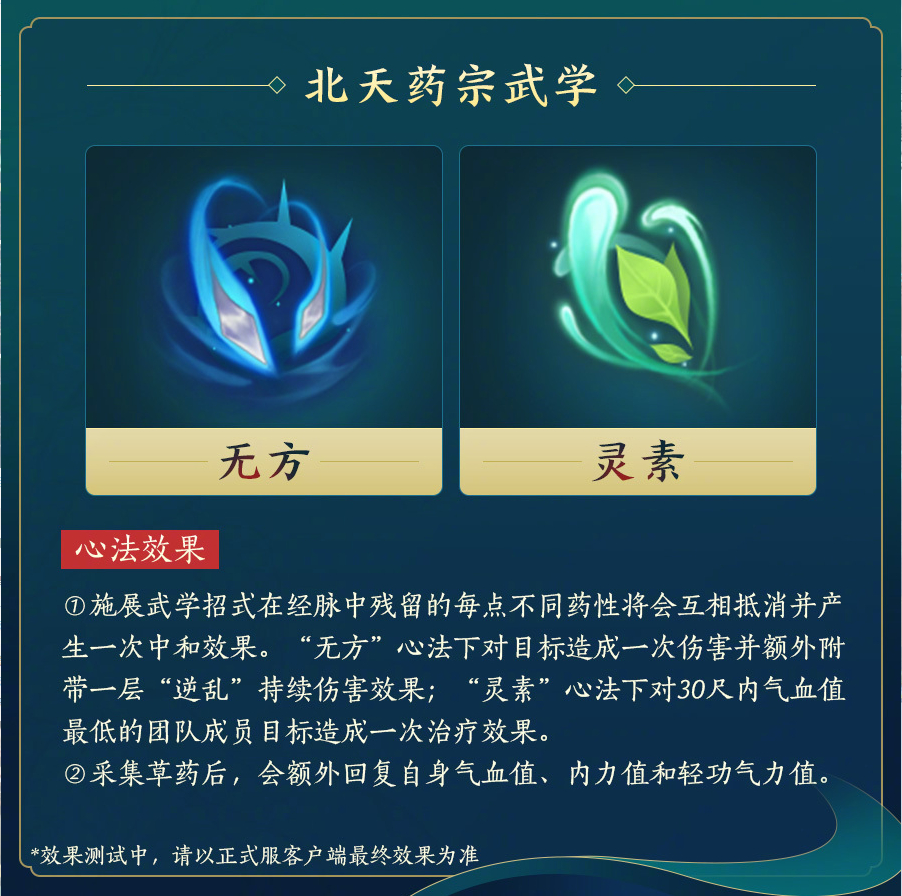 北天药宗武学
无方
灵素
心法效果
①施展武学招式在经脉中残留的每点不同药性将会互相抵消并产
生一次中和效果。“无方”心法下对目标造成一次伤害并额外附
带一层“逆乱”持续伤害效果；“灵素”心法下对30尺内气血值
最低的团队成员目标造成一次治疗效果。
②采集草药后，会额外回复自身气血值、内力值和轻功气力值。
*效果测试中，请以正式服客户端最终效果为准